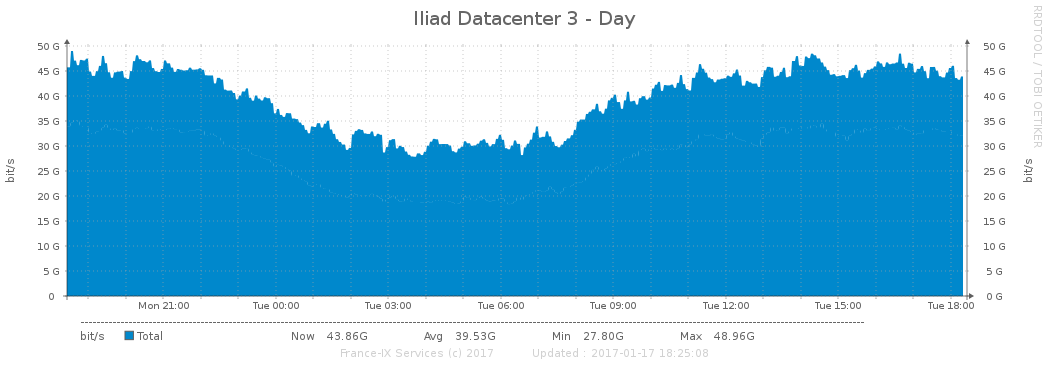 Iliad Datacenter 3 - Day
RRDTOOL / TOBI OETIKER
bit/s
50 G
45 G
40 G
35 G
30 G
25 G
20 G
15 G
10 G
5 G
0
50 G
45 G
40 G
35 G
30 G
25 G
20 G
15 G
10 G
5 G
0 G
bit/s
Mon 21:00 Tue 00:00 Tue 03:00 Tue 06:00 Tue 09:00 Tue 12:00 Tue 15:00 Tue 18:00
bit/s Total Now 43.86G Avg 39.53G Min 27.80G Max 48.96G
France-IX Services (c) 2017 Updated : 2017-01-17 18:25:08